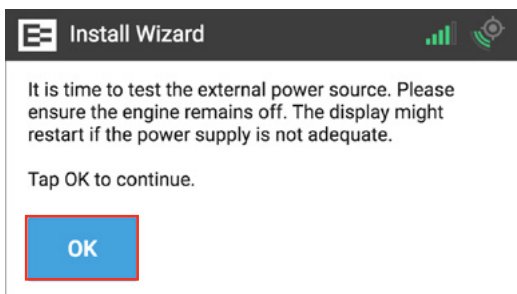 Install Wizard
It is time to test the external power source. Please
ensure the engine remains off. The display might
restart if the power supply is not adequate.
Tap OK to continue.
OK